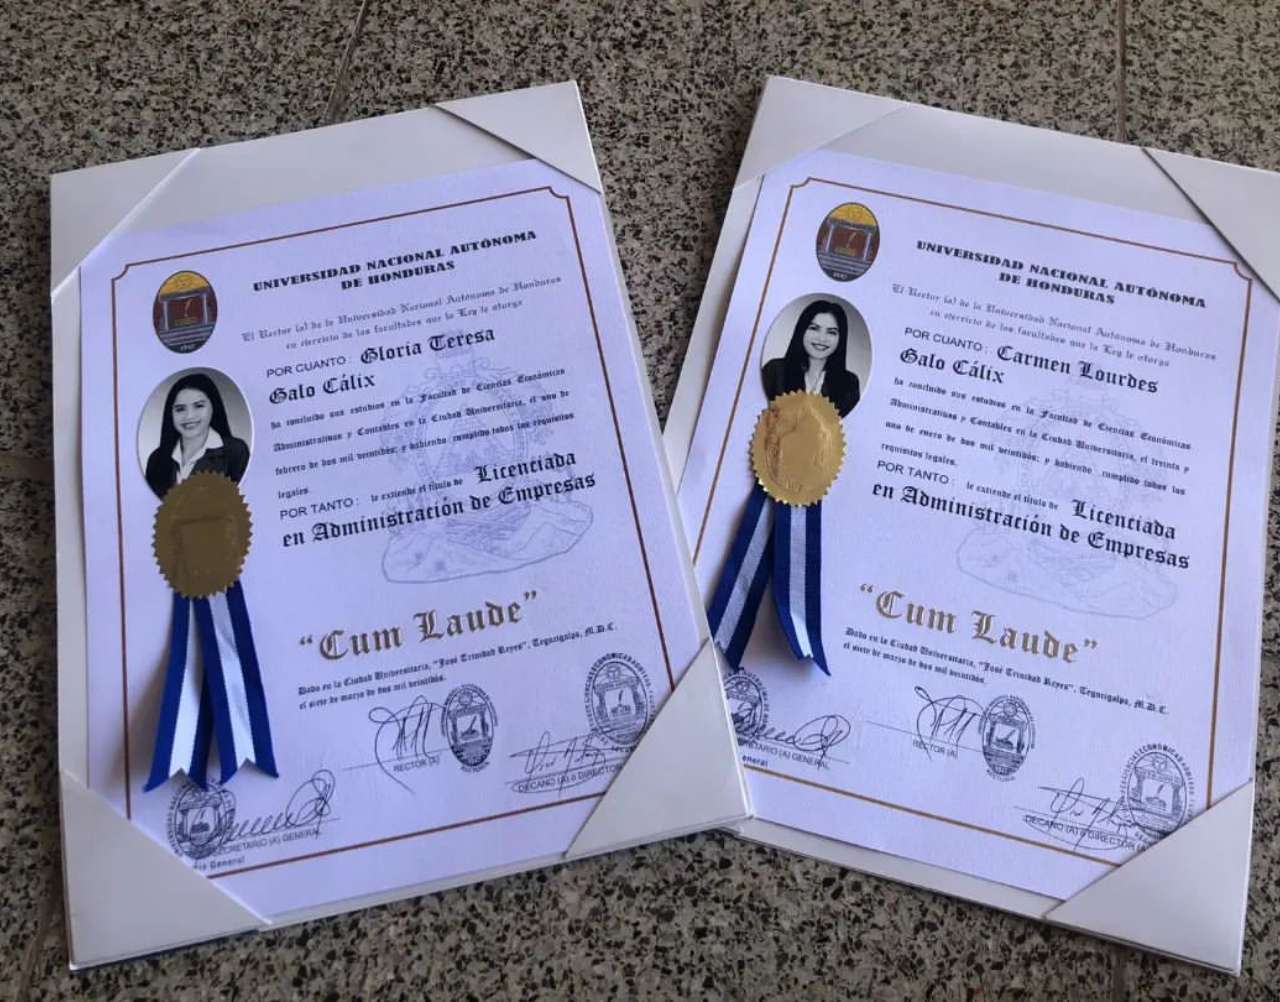 UNIVERSIDAD NACIONAL AUTÓNOMA
DE HONDURAS
El Rector (a) de la Universidad Nacional Autónoma de Honduras
en ejercicio de las facultades que la Ley le otorga
POR CUANTO : Gloria Teresa
Galo Cálix
ha concluido sus estudios en la Facultad de Ciencias Económicas
Administrativas y Contables en la Ciudad Universitaria, el uno de
febrero de dos mil veintidós; y habiendo cumplido todos los requisitos
legales.
POR TANTO : le extiende el título de Licenciada
en Administración de Empresas
“Cum Laude”
Dado en la Ciudad Universitaria, "José Trinidad Reyes", Tegucigalpa, M.D.C.
el siete de marzo de dos mil veintidós.
RECTOR (A)
DECANO (A) o DIRECTOR
SECRETARIO (A) GENERAL
General
UNIVERSIDAD NACIONAL AUTÓNOMA
DE HONDURAS
El Rector (a) de la Universidad Nacional Autónoma de Honduras
en ejercicio de las facultades que la Ley le otorga
POR CUANTO : Carmen Lourdes
Galo Cálix
ha concluido sus estudios en la Facultad de Ciencias Económicas
Administrativas y Contables en la Ciudad Universitaria, el treinta y
uno de enero de dos mil veintidós; y habiendo cumplido todos los
requisitos legales.
POR TANTO : le extiende el título de Licenciada
en Administración de Empresas
“Cum Laude”
Dado en la Ciudad Universitaria, "José Trinidad Reyes", Tegucigalpa, M.D.C.
el siete de marzo de dos mil veintidós.
RECTOR (A)
SECRETARIO (A) GENERAL
eneral
DECANO (A) o DIRECTOR (A)